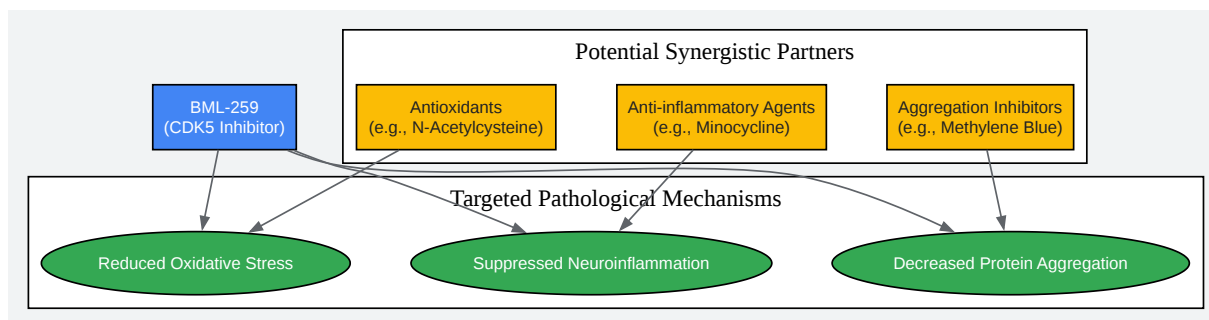 Potential Synergistic Partners
BML-259
(CDK5 Inhibitor)
Antioxidants
(e.g., N-Acetylcysteine)
Anti-inflammatory Agents
(e.g., Minocycline)
Aggregation Inhibitors
(e.g., Methylene Blue)
Targeted Pathological Mechanisms
Reduced Oxidative Stress
Suppressed Neuroinflammation
Decreased Protein Aggregation